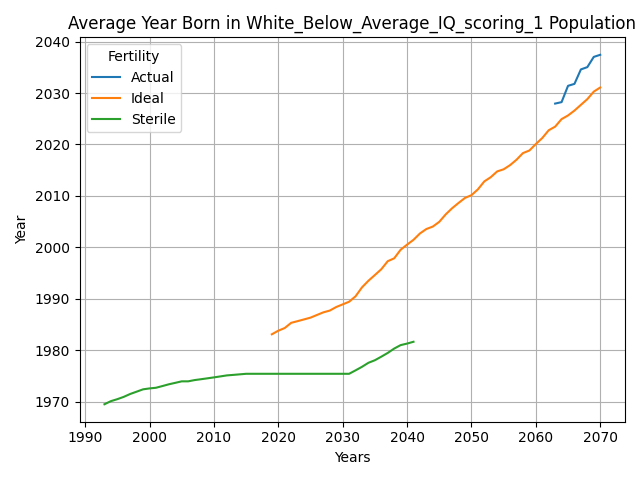 Average Year Born in White_Below_Average_IQ_scoring_1 Population
2040
2030
2020
2010
2000
1990
1980
1970
Year
Fertility
Actual
Ideal
Sterile
1990 2000 2010 2020 2030 2040 2050 2060 2070
Years